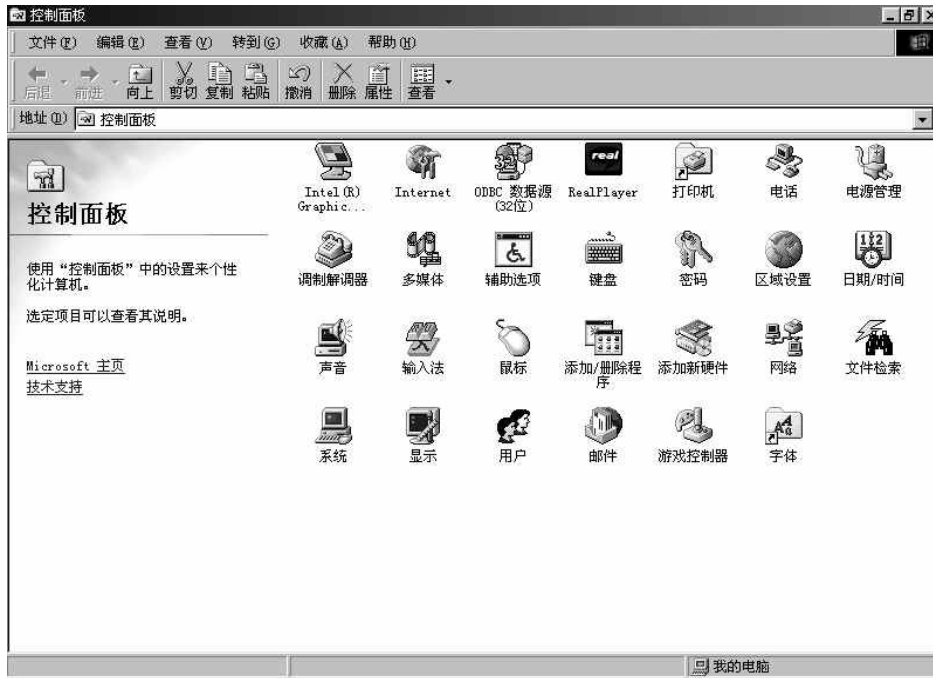 控制面板
文件(F) 编辑(E) 查看(V) 转到(G) 收藏(A) 帮助(H)
后退 前进 向上 剪切 复制 粘贴 撤消 删除 属性 查看
地址(D) 控制面板
控制面板
使用“控制面板”中的设置来个性
化计算机。
选定项目可以查看其说明。
Microsoft 主页
技术支持
real
Intel(R) Internet ODBC 数据源 RealPlayer 打印机 电话 电源管理
Graphic... (32位)
调制解调器 多媒体 辅助选项 键盘 密码 区域设置 日期/时间
声音 输入法 鼠标 添加/删除程 添加新硬件 网络 文件检索
序
系统 显示 用户 邮件 游戏控制器 字体
我的电脑